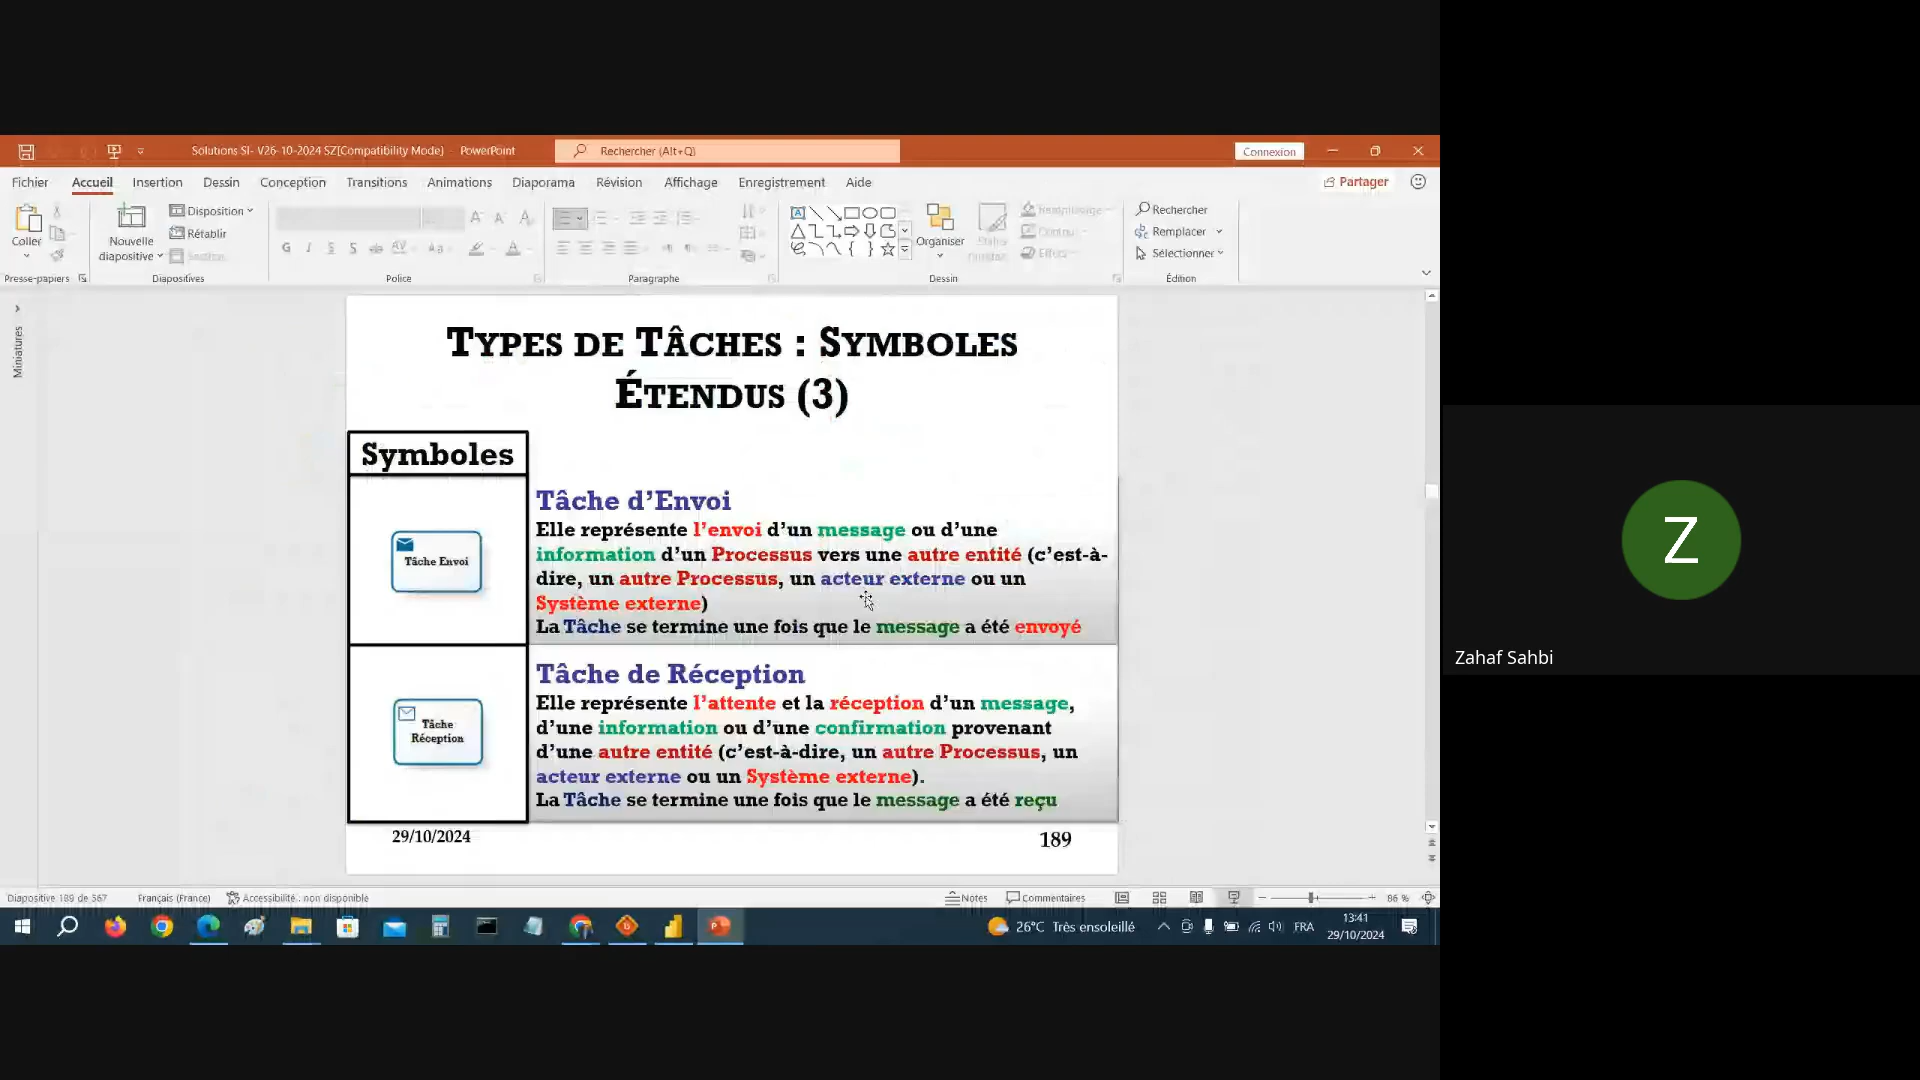 Solutions SI- V26-10-2024 SZ[Compatibility Mode] - PowerPoint
Rechercher (Alt+Q)
Connexion
Fichier Accueil Insertion Dessin Conception Transitions Animations Diaporama Révision Affichage Enregistrement Aide
Partager
Coller
Nouvelle
diapositive
Disposition
Rétablir
Section
Organiser
Styles
Remplissage
Contour
Effets
Rechercher
Remplacer
Sélectionner
Presse-papiers Diapositives Police Paragraphe Dessin Édition
Miniatures
TYPES DE TÂCHES : SYMBOLES
ÉTENDUS (3)
Symboles
Tâche Envoi
Tâche d'Envoi
Elle représente l'envoi d'un message ou d'une
information d'un Processus vers une autre entité (c'est-à-
dire, un autre Processus, un acteur externe ou un
Système externe)
La Tâche se termine une fois que le message a été envoyé
Tâche
Réception
Tâche de Réception
Elle représente l'attente et la réception d'un message,
d'une information ou d'une confirmation provenant
d'une autre entité (c'est-à-dire, un autre Processus, un
acteur externe ou un Système externe).
La Tâche se termine une fois que le message a été reçu
29/10/2024
189
Diapositive 189 de 567 Français (France) Accessibilité : non disponible
Notes Commentaires 86 %
26°C Très ensoleillé
FRA
13:41
29/10/2024
Z
Zahaf Sahbi